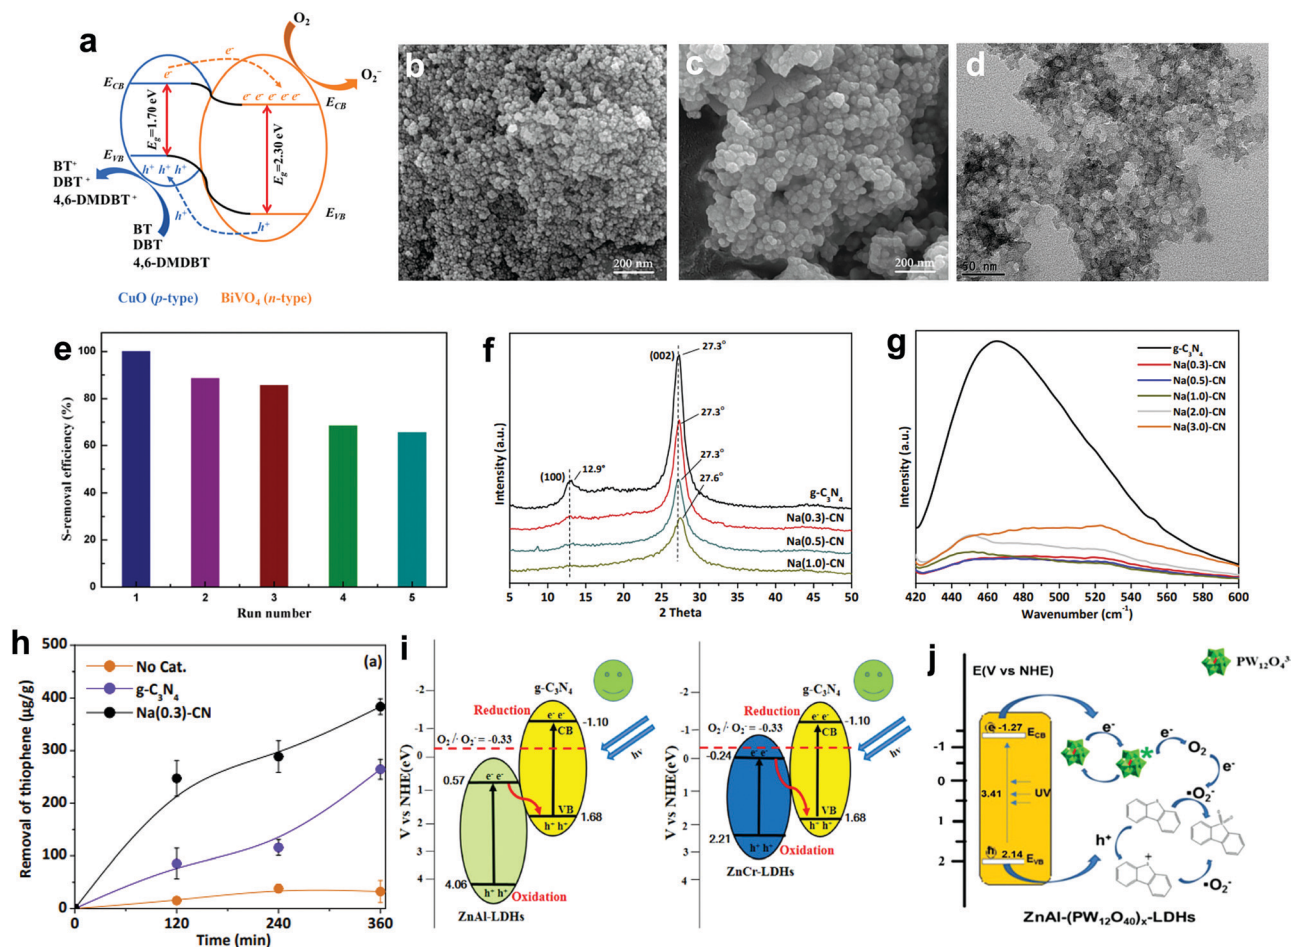 a
O₂
O₂⁻
e⁻
e⁻ e⁻ e⁻ e⁻ e⁻
E_CB
E_CB
E_g=1.70 eV
E_g=2.30 eV
E_VB
h⁺ h⁺ h⁺
E_VB
h⁺
h⁺
BT⁺
DBT⁺
4,6-DMDBT⁺
BT
DBT
4,6-DMDBT
CuO (p-type)
BiVO₄ (n-type)
b
200 nm
c
200 nm
d
50 nm
e
S-removal efficiency (%)
100
80
60
40
20
0
1 2 3 4 5
Run number
f
Intensity (a.u.)
(002)
27.3°
27.3°
27.3°
27.6°
(100)
12.9°
g-C₃N₄
Na(0.3)-CN
Na(0.5)-CN
Na(1.0)-CN
5 10 15 20 25 30 35 40 45 50
2 Theta
g
Intensity (a.u.)
g-C₃N₄
Na(0.3)-CN
Na(0.5)-CN
Na(1.0)-CN
Na(2.0)-CN
Na(3.0)-CN
420 440 460 480 500 520 540 560 580 600
Wavenumber (cm⁻¹)
h
Removal of thiophene (µg/g)
500
400
300
200
100
0
(a)
No Cat.
g-C₃N₄
Na(0.3)-CN
0 120 240 360
Time (min)
i
V vs NHE(eV)
-2
-1
0
1
2
3
4
g-C₃N₄
Reduction
e⁻ e⁻
-1.10
CB
O₂/·O₂⁻= -0.33
hv
0.57
e⁻ e⁻
VB
h⁺ h⁺
1.68
4.06
h⁺ h⁺
Oxidation
ZnAl-LDHs
V vs NHE(eV)
-2
-1
0
1
2
3
4
g-C₃N₄
Reduction
e⁻ e⁻
-1.10
CB
O₂/·O₂⁻= -0.33
hv
-0.24
e⁻ e⁻
VB
h⁺ h⁺
1.68
2.21
h⁺ h⁺
Oxidation
ZnCr-LDHs
j
E(V vs NHE)
PW₁₂O₄³
-1
0
1
2
e -1.27
E_CB
3.41
UV
h 2.14
E_VB
e⁻
e⁻
O₂
e⁻
•O₂⁻
h⁺
+
•O₂⁻
ZnAl-(PW₁₂O₄₀)ₓ-LDHs